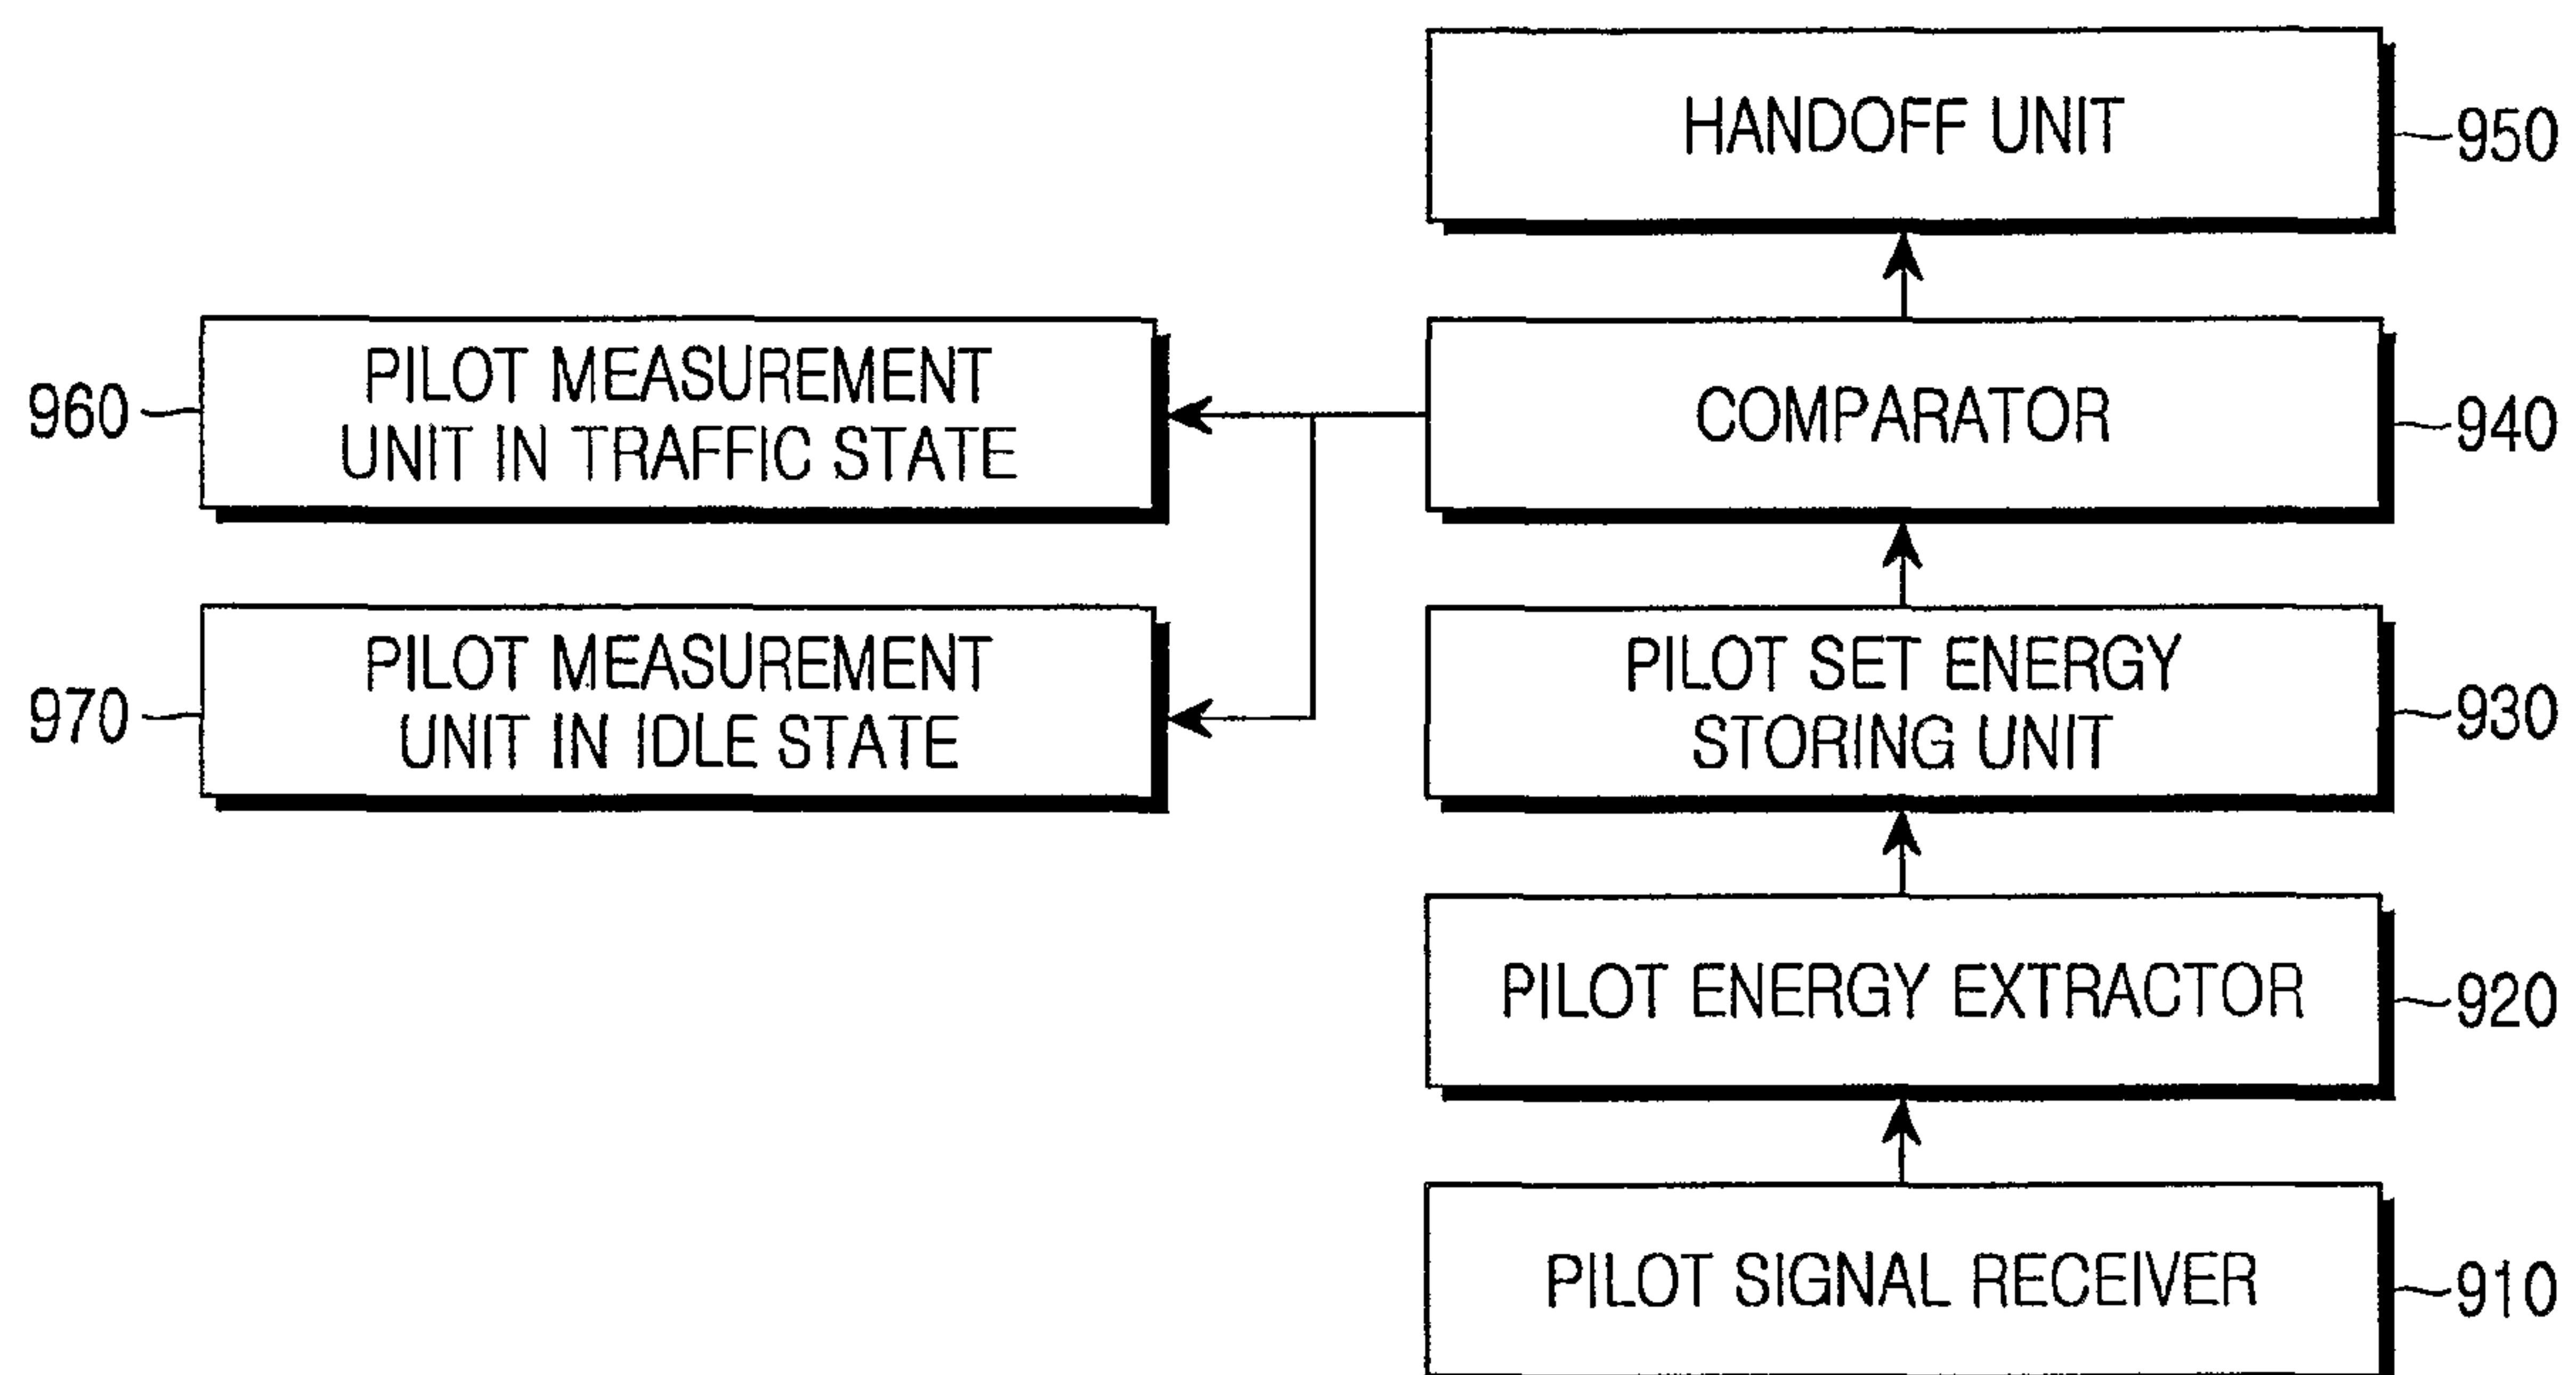 HANDOFF UNIT
950
PILOT MEASUREMENT
UNIT IN TRAFFIC STATE
960
COMPARATOR
940
PILOT MEASUREMENT
UNIT IN IDLE STATE
970
PILOT SET ENERGY
STORING UNIT
930
PILOT ENERGY EXTRACTOR
920
PILOT SIGNAL RECEIVER
910